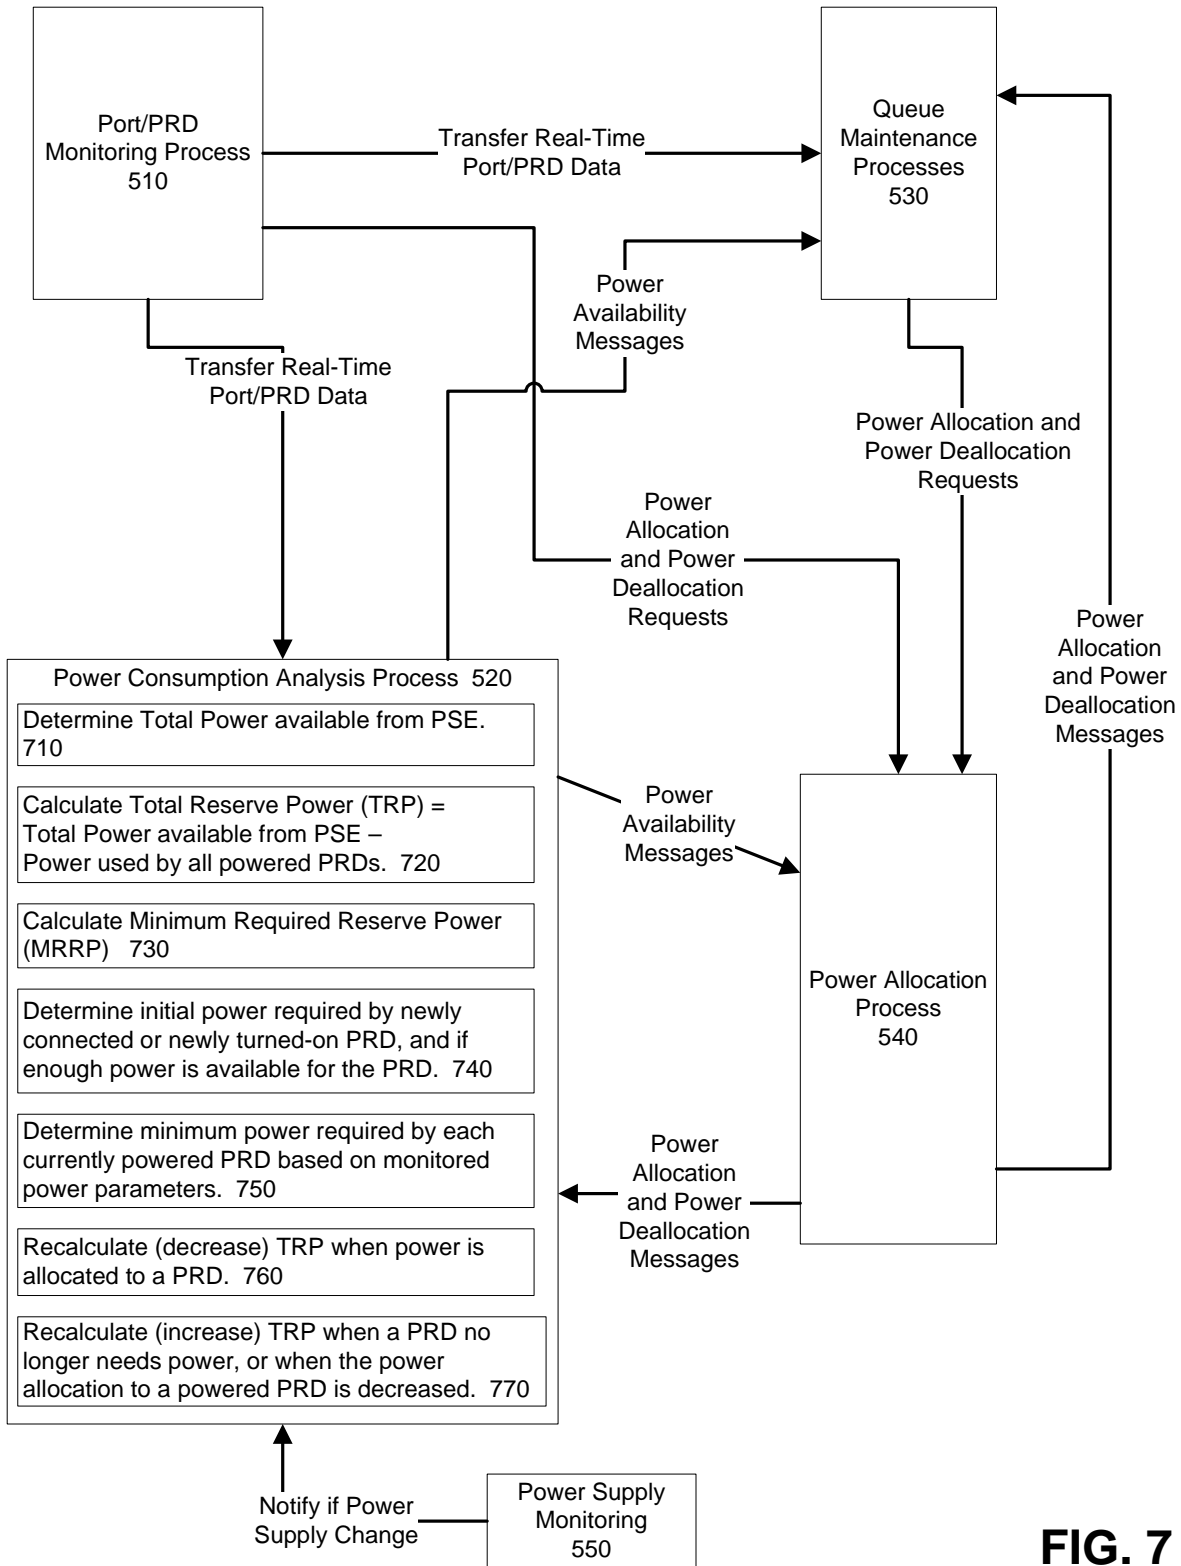 Port/PRD
Monitoring Process
510
Transfer Real-Time
Port/PRD Data
Queue
Maintenance
Processes
530
Power
Availability
Messages
Transfer Real-Time
Port/PRD Data
Power Allocation and
Power Deallocation
Requests
Power
Allocation
and Power
Deallocation
Requests
Power
Allocation
and Power
Deallocation
Messages
Power Consumption Analysis Process 520
Determine Total Power available from PSE.
710
Calculate Total Reserve Power (TRP) =
Total Power available from PSE –
Power used by all powered PRDs. 720
Calculate Minimum Required Reserve Power
(MRRP) 730
Determine initial power required by newly
connected or newly turned-on PRD, and if
enough power is available for the PRD. 740
Determine minimum power required by each
currently powered PRD based on monitored
power parameters. 750
Recalculate (decrease) TRP when power is
allocated to a PRD. 760
Recalculate (increase) TRP when a PRD no
longer needs power, or when the power
allocation to a powered PRD is decreased. 770
Power
Availability
Messages
Power Allocation
Process
540
Power
Allocation
and Power
Deallocation
Messages
Notify if Power
Supply Change
Power Supply
Monitoring
550
FIG. 7